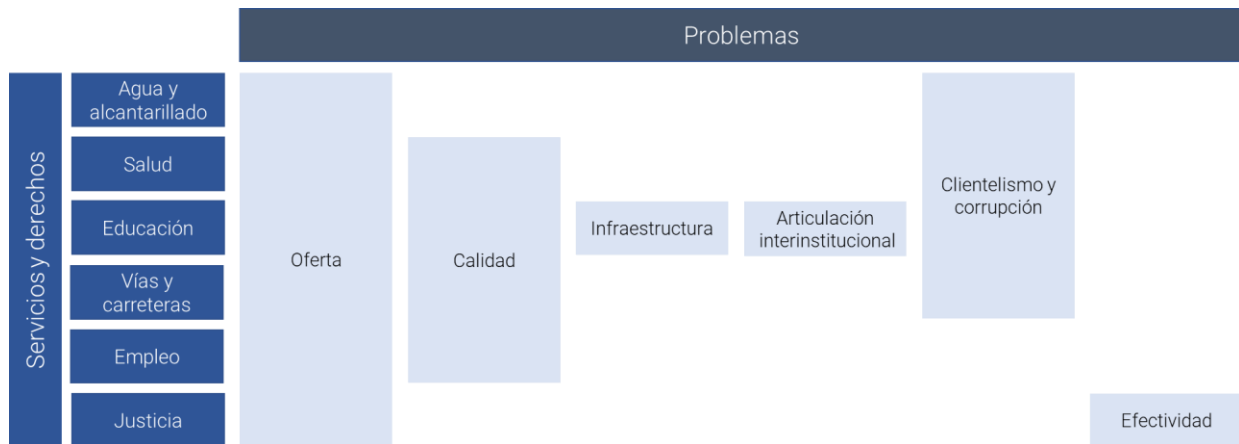 Problemas
Servicios y derechos
Agua y
alcantarillado
Salud
Educación
Vías y
carreteras
Empleo
Justicia
Oferta
Calidad
Infraestructura
Articulación
interinstitucional
Clientelismo y
corrupción
Efectividad